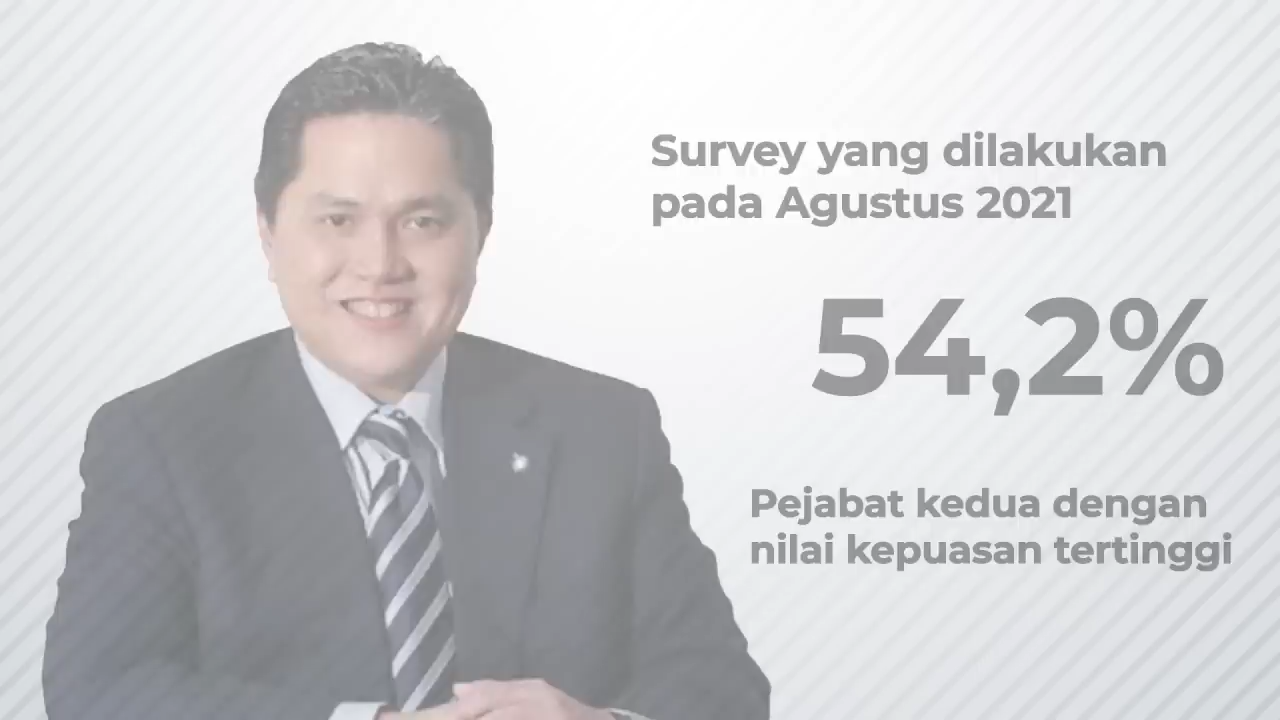 Survey yang dilakukan
pada Agustus 2021
54,2%
Pejabat kedua dengan
nilai kepuasan tertinggi